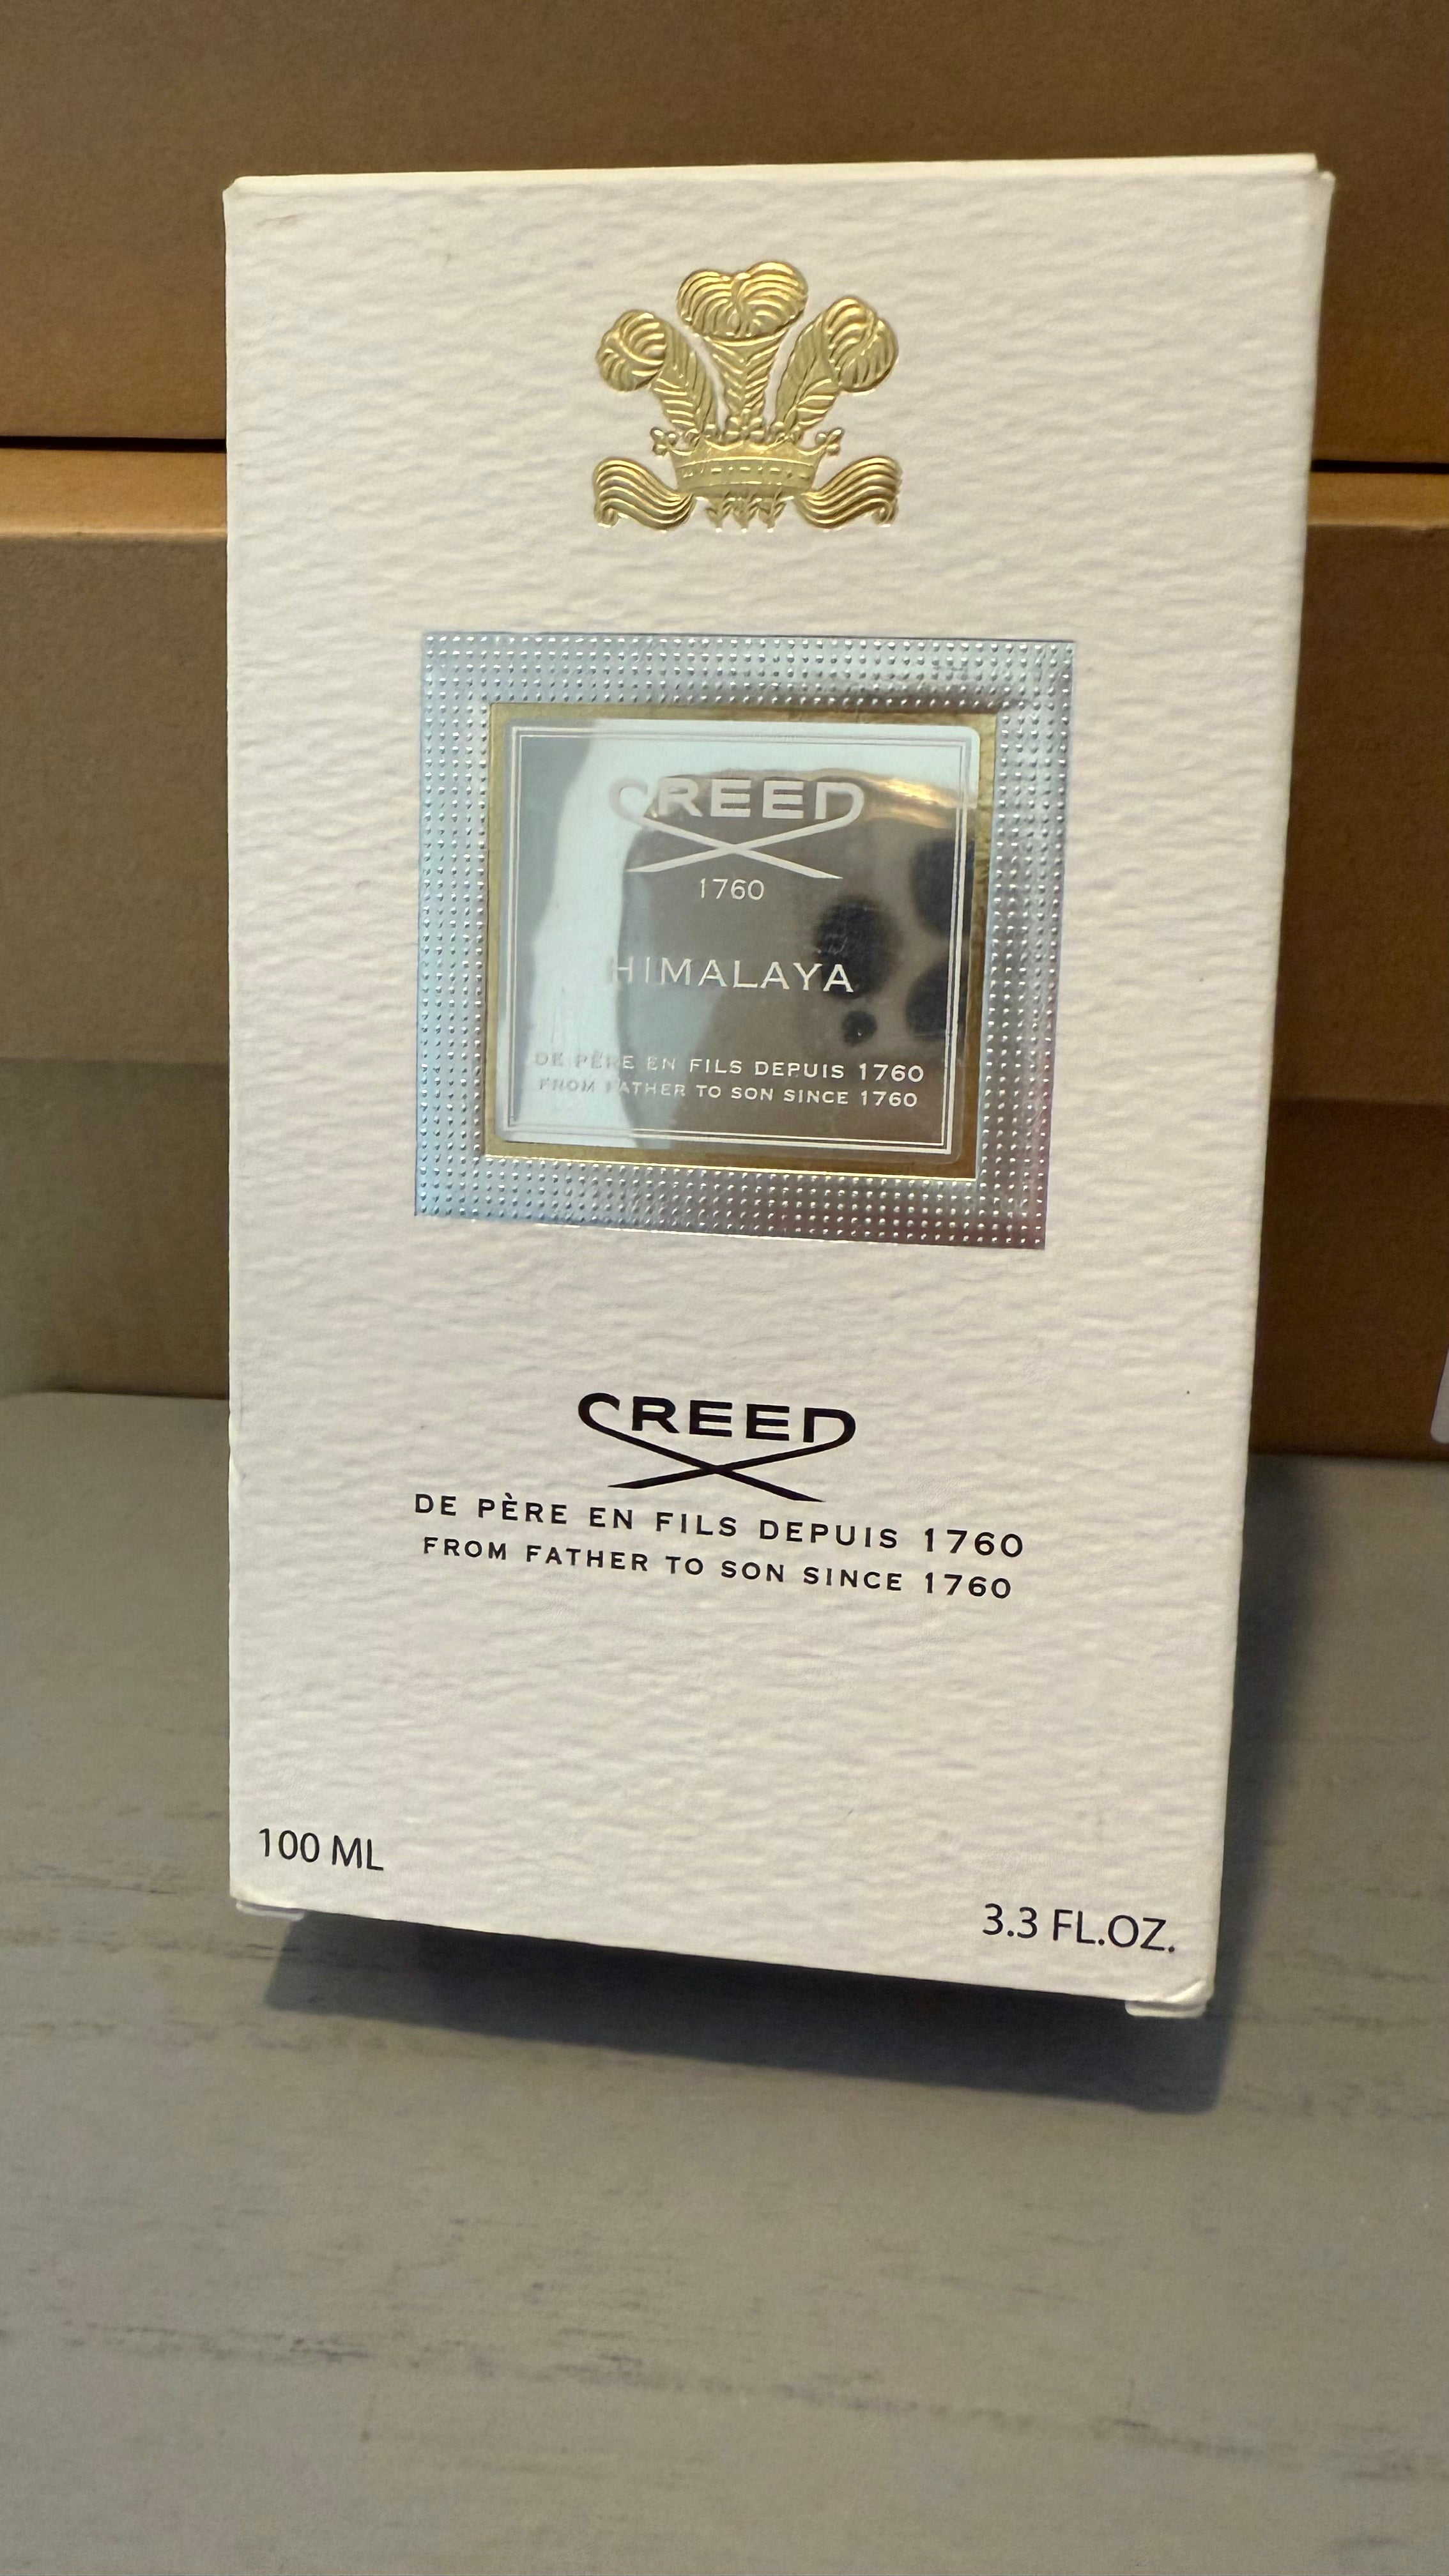 CREED
1760
HIMALAYA
DE PÈRE EN FILS DEPUIS 1760
FROM FATHER TO SON SINCE 1760
CREED
DE PÈRE EN FILS DEPUIS 1760
FROM FATHER TO SON SINCE 1760
100 ML
3.3 FL.OZ.